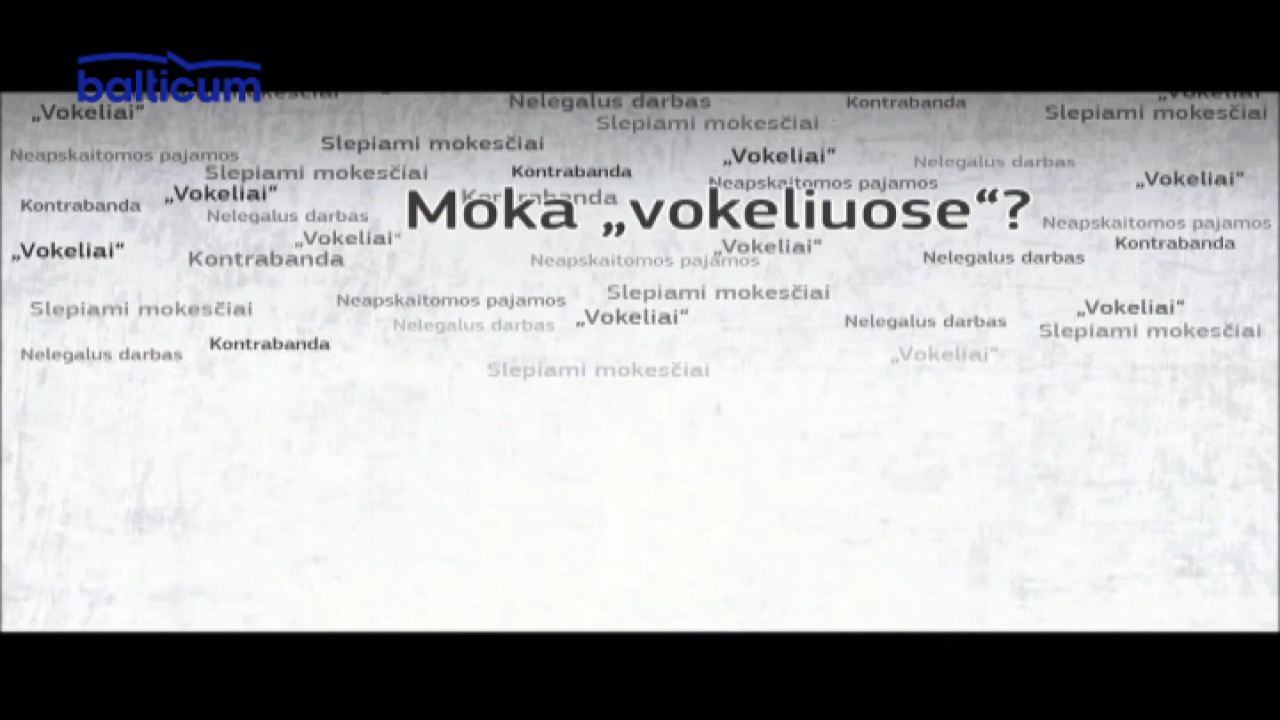 balticum
„Vokeliai“
Nelegalus darbas
Kontrabanda
Slepiami mokesčiai
Slepiami mokesčiai
Slepiami mokesčiai
Neapskaitomos pajamos
„Vokeliai“
Nelegalus darbas
Slepiami mokesčiai
Kontrabanda
Neapskaitomos pajamos
„Vokeliai“
„Vokeliai“
Kontrabanda
Kontrabanda
Moka „vokeliuose“?
Nelegalus darbas
Neapskaitomos pajamos
„Vokeliai“
„Vokeliai“
Kontrabanda
„Vokeliai“
Kontrabanda
Neapskaitomos pajamos
Nelegalus darbas
Slepiami mokesčiai
Neapskaitomos pajamos
Slepiami mokesčiai
„Vokeliai“
Nelegalus darbas
„Vokeliai“
Nelegalus darbas
Slepiami mokesčiai
Kontrabanda
Nelegalus darbas
„Vokeliai“
Slepiami mokesčiai